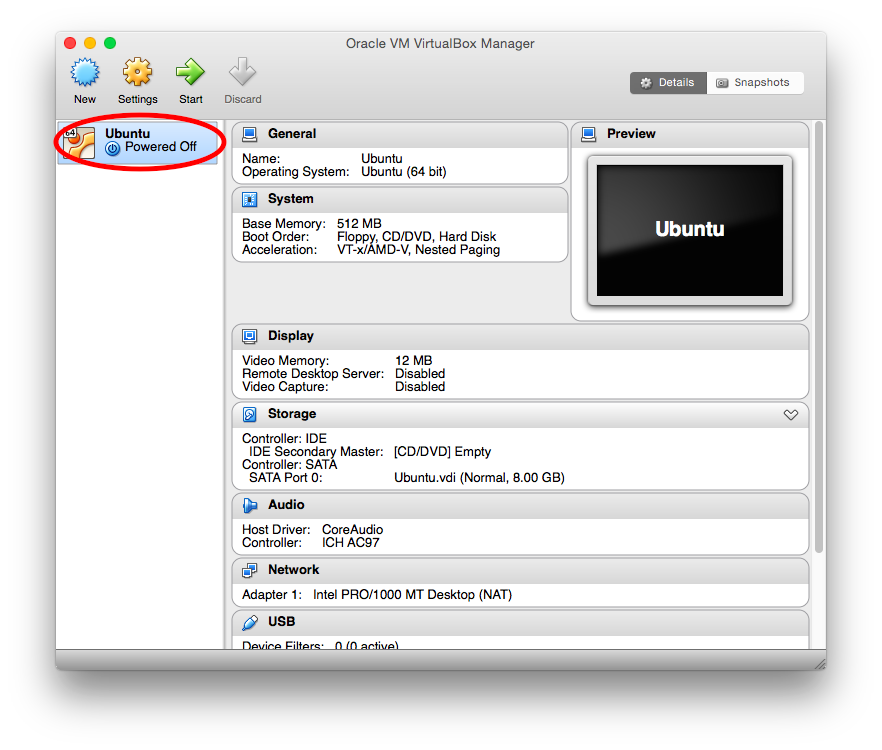 Oracle VM VirtualBox Manager
New Settings Start Discard
Details Snapshots
64
Ubuntu
Powered Off
General
Name: Ubuntu
Operating System: Ubuntu (64 bit)
System
Base Memory: 512 MB
Boot Order: Floppy, CD/DVD, Hard Disk
Acceleration: VT-x/AMD-V, Nested Paging
Preview
Ubuntu
Display
Video Memory: 12 MB
Remote Desktop Server: Disabled
Video Capture: Disabled
Storage
Controller: IDE
IDE Secondary Master: [CD/DVD] Empty
Controller: SATA
SATA Port 0: Ubuntu.vdi (Normal, 8.00 GB)
Audio
Host Driver: CoreAudio
Controller: ICH AC97
Network
Adapter 1: Intel PRO/1000 MT Desktop (NAT)
USB
Device Filters: 0 (0 active)